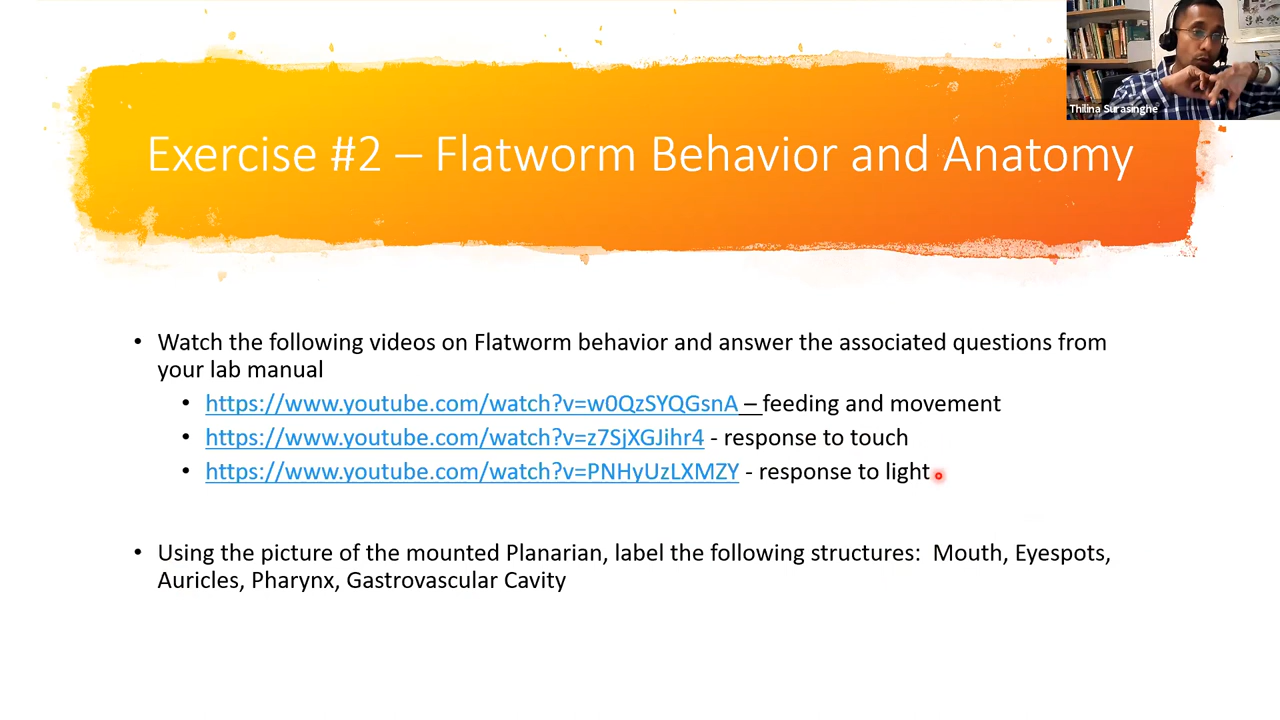 Thilina Surasinghe
Exercise #2 – Flatworm Behavior and Anatomy
• Watch the following videos on Flatworm behavior and answer the associated questions from
your lab manual
• https://www.youtube.com/watch?v=w0QzSYQGsnA – feeding and movement
• https://www.youtube.com/watch?v=z7SjXGJihr4 - response to touch
• https://www.youtube.com/watch?v=PNHyUzLXMZY - response to light
• Using the picture of the mounted Planarian, label the following structures: Mouth, Eyespots,
Auricles, Pharynx, Gastrovascular Cavity